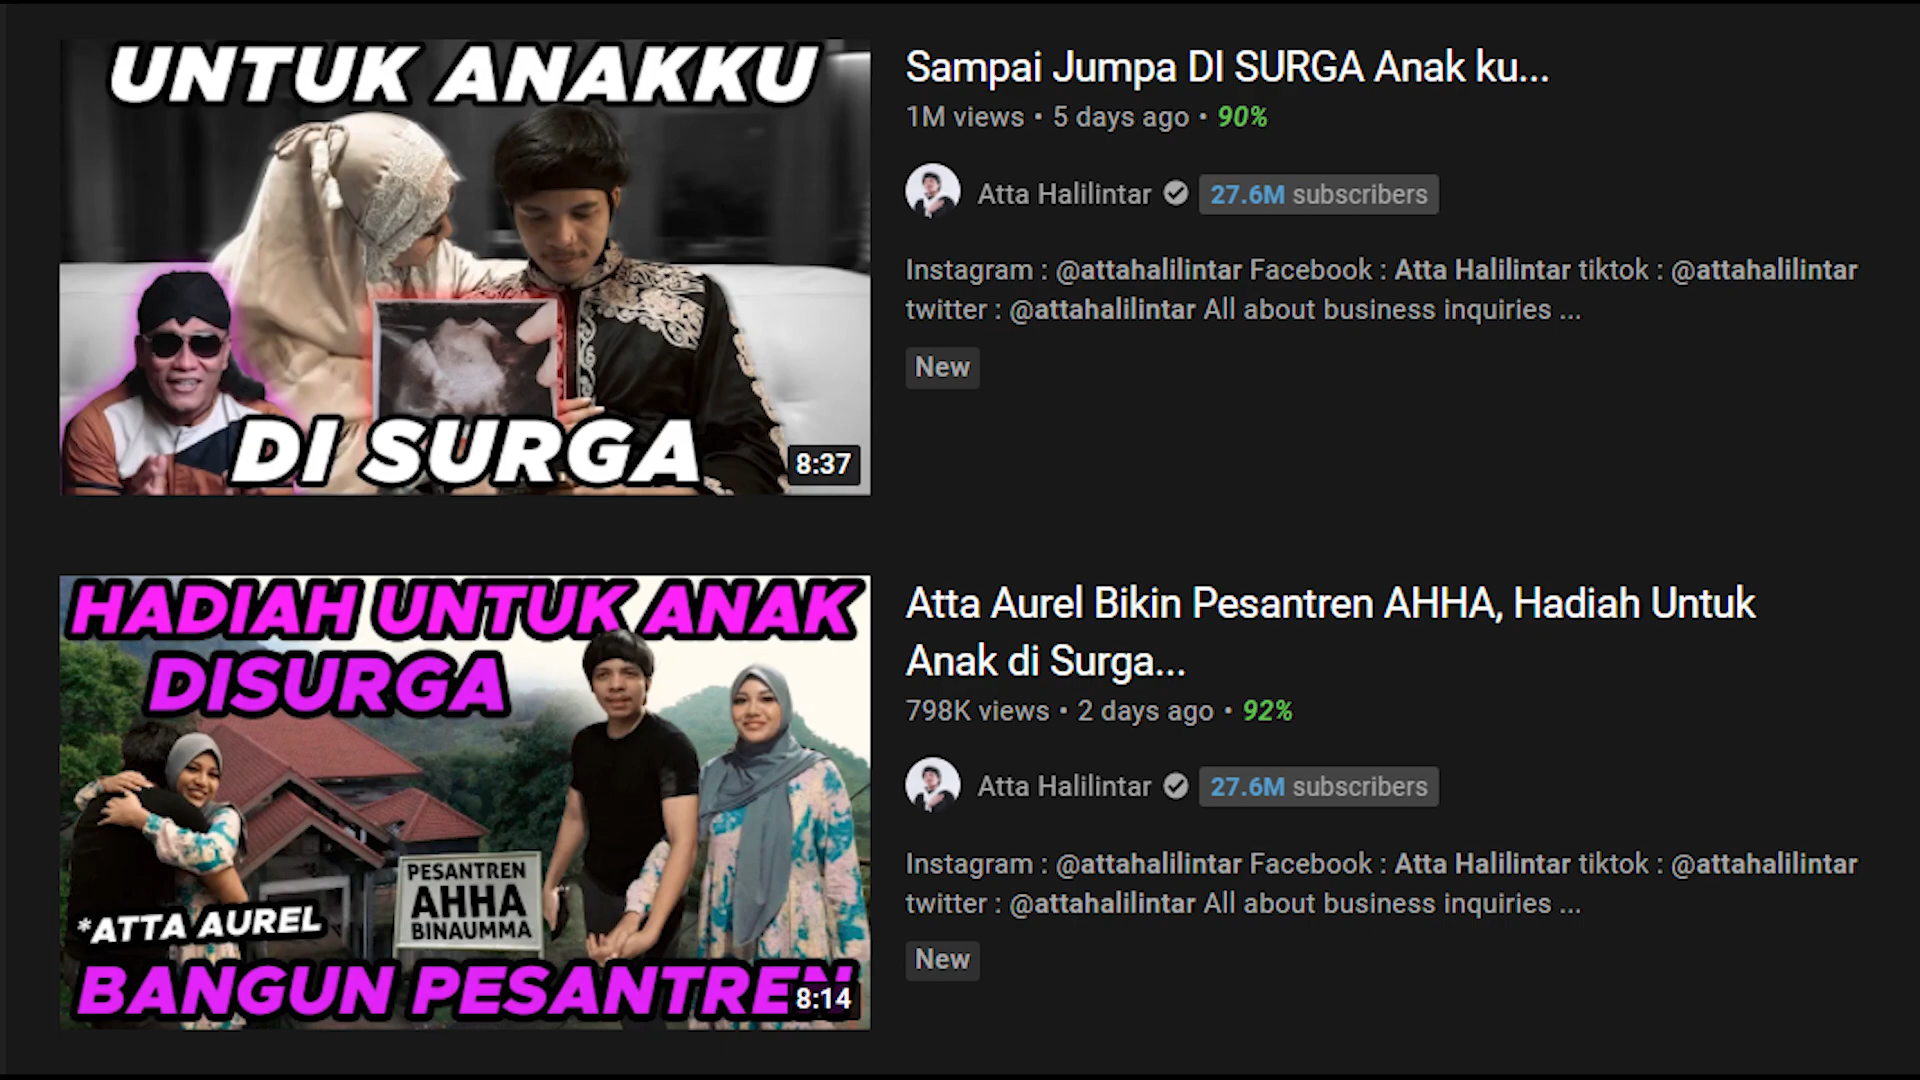 UNTUK ANAKKU
DI SURGA
8:37
Sampai Jumpa DI SURGA Anak ku...
1M views • 5 days ago • 90%
Atta Halilintar 27.6M subscribers
Instagram : @attahalilintar Facebook : Atta Halilintar tiktok : @attahalilintar
twitter : @attahalilintar All about business inquiries ...
New
HADIAH UNTUK ANAK
DISURGA
PESANTREN
AHHA
BINAUMMA
*ATTA AUREL
BANGUN PESANTREN
8:14
Atta Aurel Bikin Pesantren AHHA, Hadiah Untuk
Anak di Surga...
798K views • 2 days ago • 92%
Atta Halilintar 27.6M subscribers
Instagram : @attahalilintar Facebook : Atta Halilintar tiktok : @attahalilintar
twitter : @attahalilintar All about business inquiries ...
New